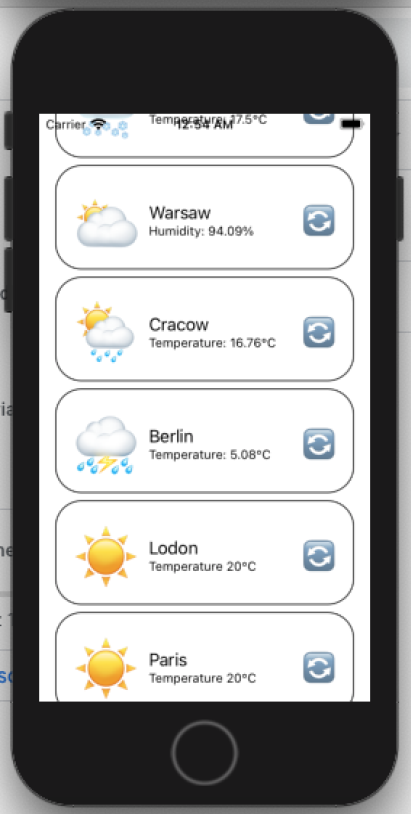 Carrier 12:54 AM
Temperature: 17.5°C
Warsaw
Humidity: 94.09%
Cracow
Temperature: 16.76°C
Berlin
Temperature: 5.08°C
Lodon
Temperature 20°C
Paris
Temperature 20°C